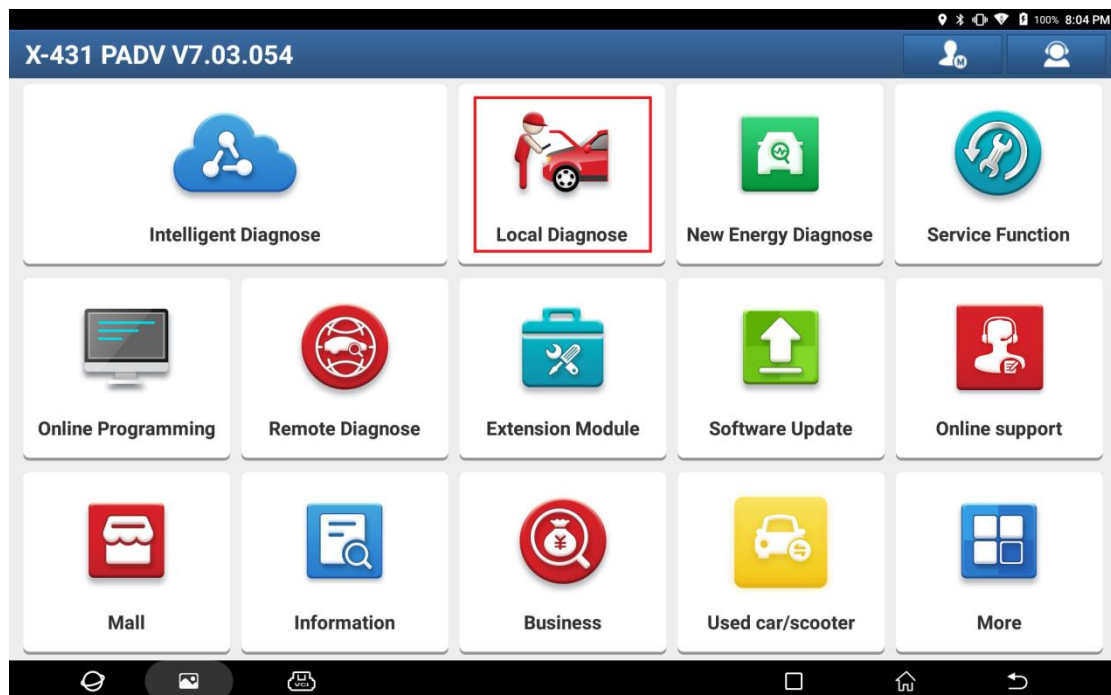 100% 8:04 PM
X-431 PADV V7.03.054
M
Intelligent Diagnose
Local Diagnose
New Energy Diagnose
Service Function
Online Programming
Remote Diagnose
Extension Module
Software Update
Online support
¥
Mall
Information
Business
Used car/scooter
More
VCI